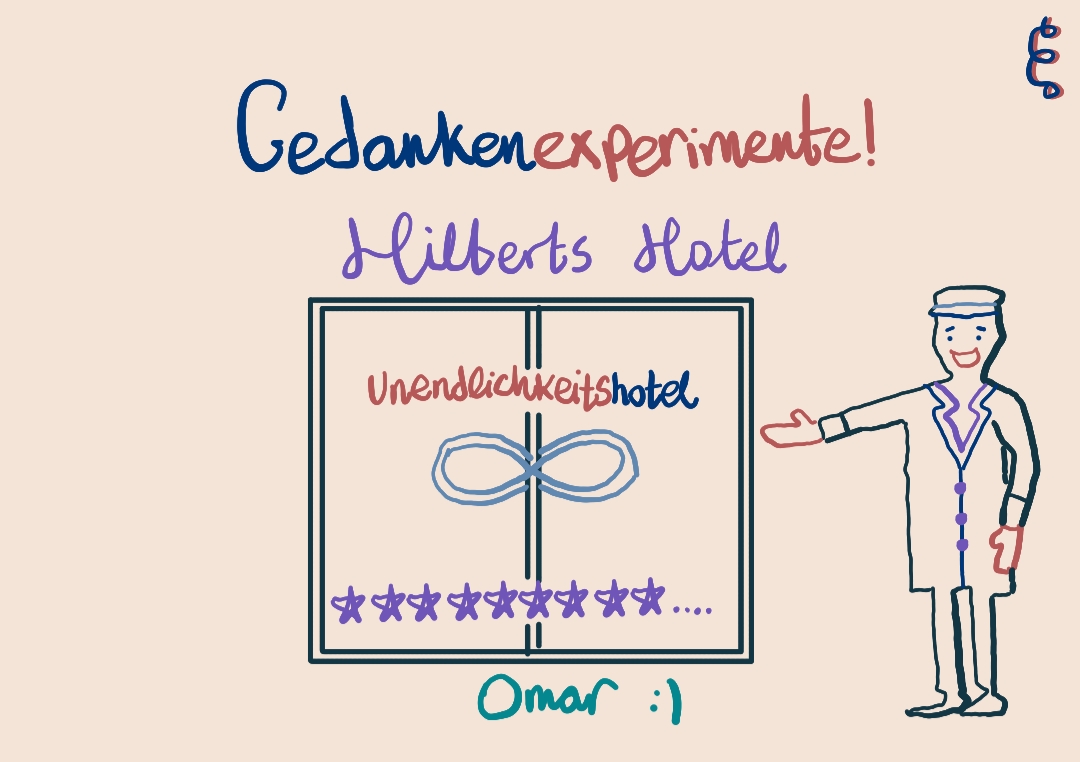 ξ
Gedankenexperimente!
Hilberts Hotel
Unendlichkeitshotel
Omar :)